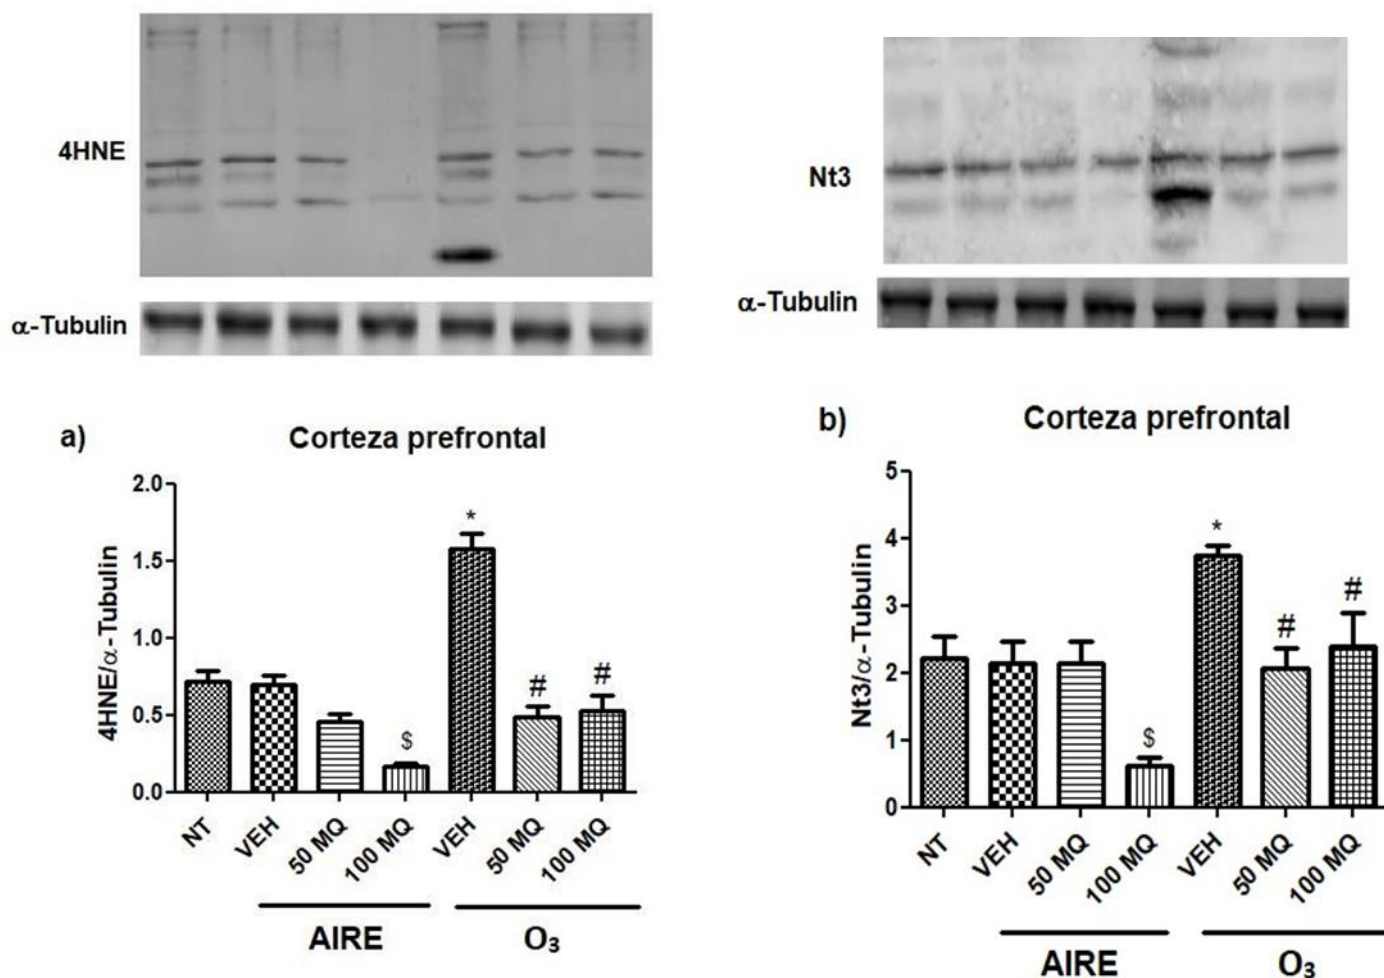 4HNE
α-Tubulin
Nt3
α-Tubulin
a)
Corteza prefrontal
4HNE/α-Tubulin
2.0
1.5
1.0
0.5
0.0
*
$
#
#
NT
VEH
50 MQ
100 MQ
VEH
50 MQ
100 MQ
AIRE
O₃
b)
Corteza prefrontal
Nt3/α-Tubulin
5
4
3
2
1
0
*
$
#
#
NT
VEH
50 MQ
100 MQ
VEH
50 MQ
100 MQ
AIRE
O₃